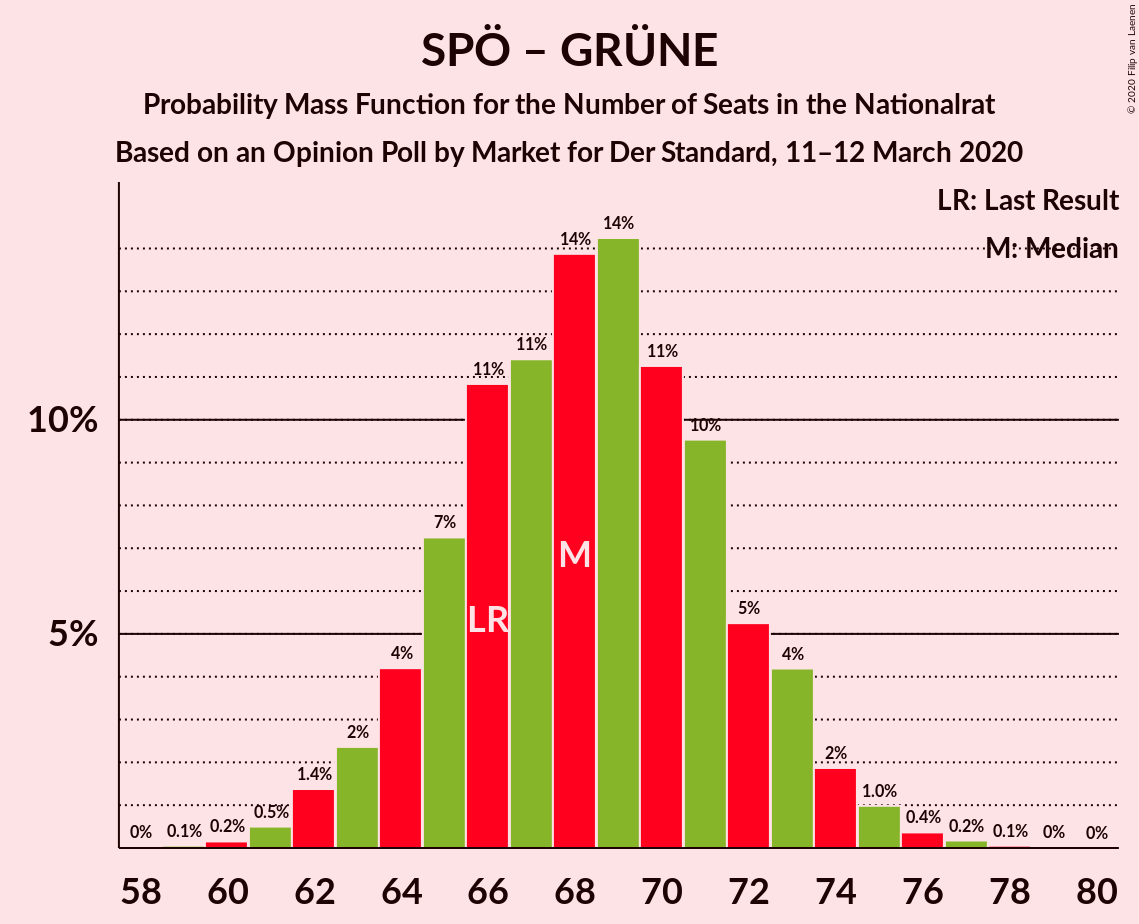 SPÖ – GRÜNE
Probability Mass Function for the Number of Seats in the Nationalrat
Based on an Opinion Poll by Market for Der Standard, 11–12 March 2020
© 2020 Filip van Laenen
LR: Last Result
M: Median
10%
5%
0%
0.1%
0.2%
0.5%
1.4%
2%
4%
7%
11%
11%
14%
14%
11%
10%
5%
4%
2%
1.0%
0.4%
0.2%
0.1%
0%
0%
LR
M
58 60 62 64 66 68 70 72 74 76 78 80